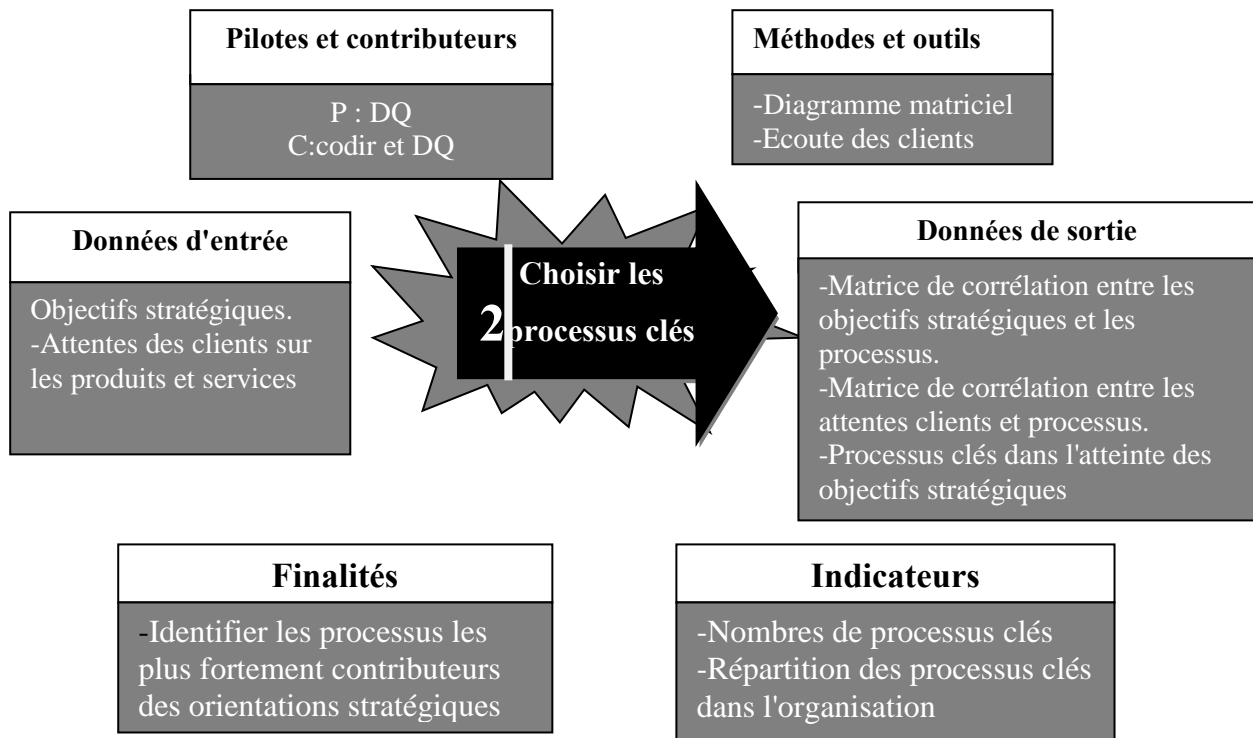 Pilotes et contributeurs
P : DQ
C:codir et DQ
Méthodes et outils
-Diagramme matriciel
-Ecoute des clients
Données d'entrée
Objectifs stratégiques.
-Attentes des clients sur
les produits et services
2
Choisir les
processus clés
Données de sortie
-Matrice de corrélation entre les
objectifs stratégiques et les
processus.
-Matrice de corrélation entre les
attentes clients et processus.
-Processus clés dans l'atteinte des
objectifs stratégiques
Finalités
-Identifier les processus les
plus fortement contributeurs
des orientations stratégiques
Indicateurs
-Nombres de processus clés
-Répartition des processus clés
dans l'organisation